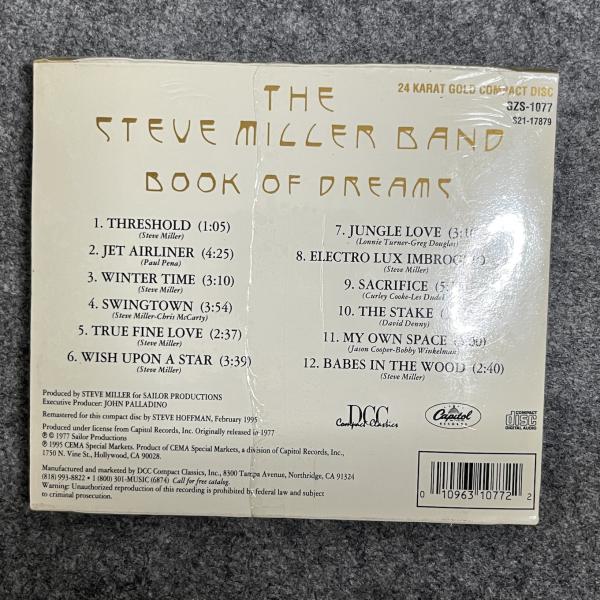 24 KARAT GOLD COMPACT DISC
GZS-1077
S21-17879
THE
STEVE MILLER BAND
BOOK OF DREAMS
1. THRESHOLD (1:05)
(Steve Miller)
2. JET AIRLINER (4:25)
(Paul Pena)
3. WINTER TIME (3:10)
(Steve Miller)
4. SWINGTOWN (3:54)
(Steve Miller-Chris McCarty)
5. TRUE FINE LOVE (2:37)
(Steve Miller)
6. WISH UPON A STAR (3:39)
(Steve Miller)
7. JUNGLE LOVE
(Lonnie Turner-Greg Douglas)
8. ELECTRO LUX IMBROGLIO
(Steve Miller)
9. SACRIFICE
(Curley Cooke-Les Dudek)
10. THE STAKE
(David Denny)
11. MY OWN SPACE
(Jason Cooper-Bobby Winkelman)
12. BABES IN THE WOOD (2:40)
(Steve Miller)
Produced by STEVE MILLER for SAILOR PRODUCTIONS
Executive Producer: JOHN PALLADINO
Remastered for this compact disc by STEVE HOFFMAN, February 1995
Produced under license from Capitol Records, Inc. Originally released in 1977
℗ © 1977 Sailor Productions
℗ 1995 CEMA Special Markets. Product of CEMA Special Markets, a division of Capitol Records, Inc.,
1750 N. Vine St., Hollywood, CA 90028.
Manufactured and marketed by DCC Compact Classics, Inc., 8300 Tampa Avenue, Northridge, CA 91324
(818) 993-8822 • 1 (800) 301-MUSIC (6874) Call for free catalog.
Warning: Unauthorized reproduction of this recording is prohibited by federal law and subject
to criminal prosecution.
DCC
Compact Classics
Capitol
RECORDS
COMPACT
disc
DIGITAL AUDIO
0 10963 10772 2